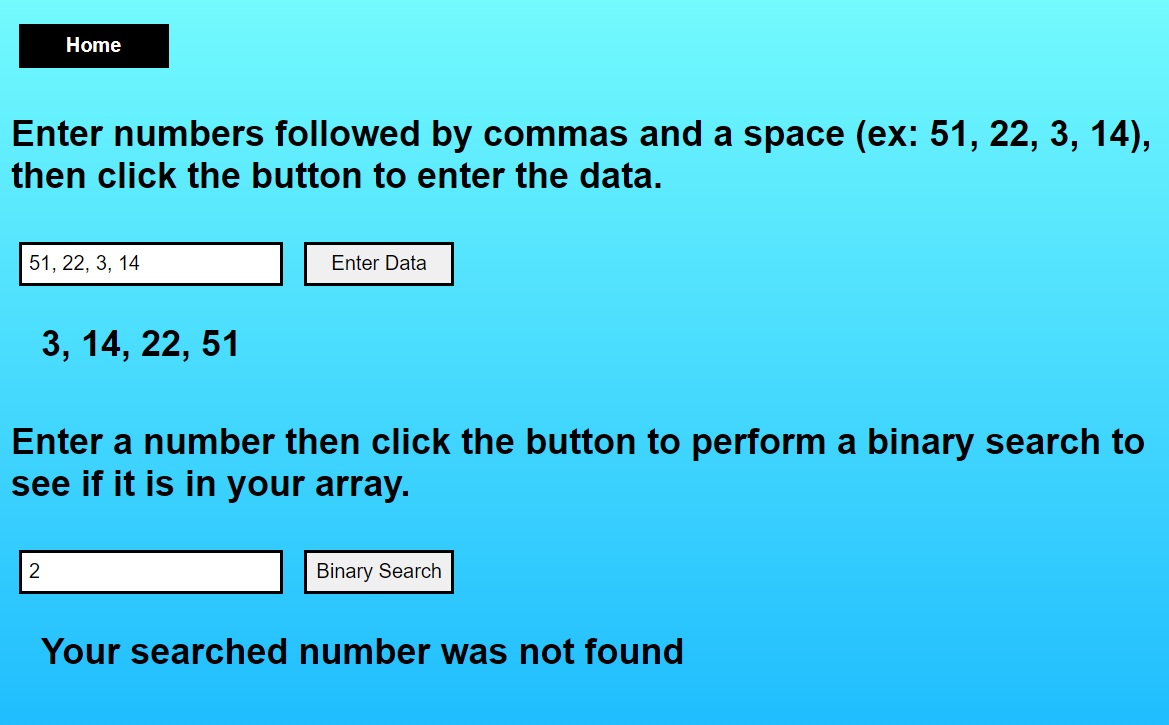 Home
Enter numbers followed by commas and a space (ex: 51, 22, 3, 14),
then click the button to enter the data.
51, 22, 3, 14 Enter Data
3, 14, 22, 51
Enter a number then click the button to perform a binary search to
see if it is in your array.
2 Binary Search
Your searched number was not found